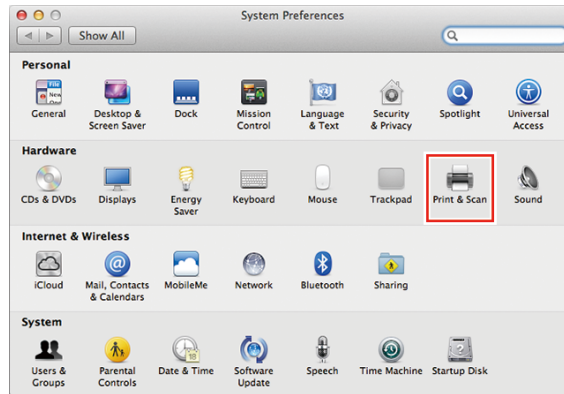 System Preferences
Show All
Personal
General
Desktop & Screen Saver
Dock
Mission Control
Language & Text
Security & Privacy
Spotlight
Universal Access
Hardware
CDs & DVDs
Displays
Energy Saver
Keyboard
Mouse
Trackpad
Print & Scan
Sound
Internet & Wireless
iCloud
Mail, Contacts & Calendars
MobileMe
Network
Bluetooth
Sharing
System
Users & Groups
Parental Controls
Date & Time
Software Update
Speech
Time Machine
Startup Disk